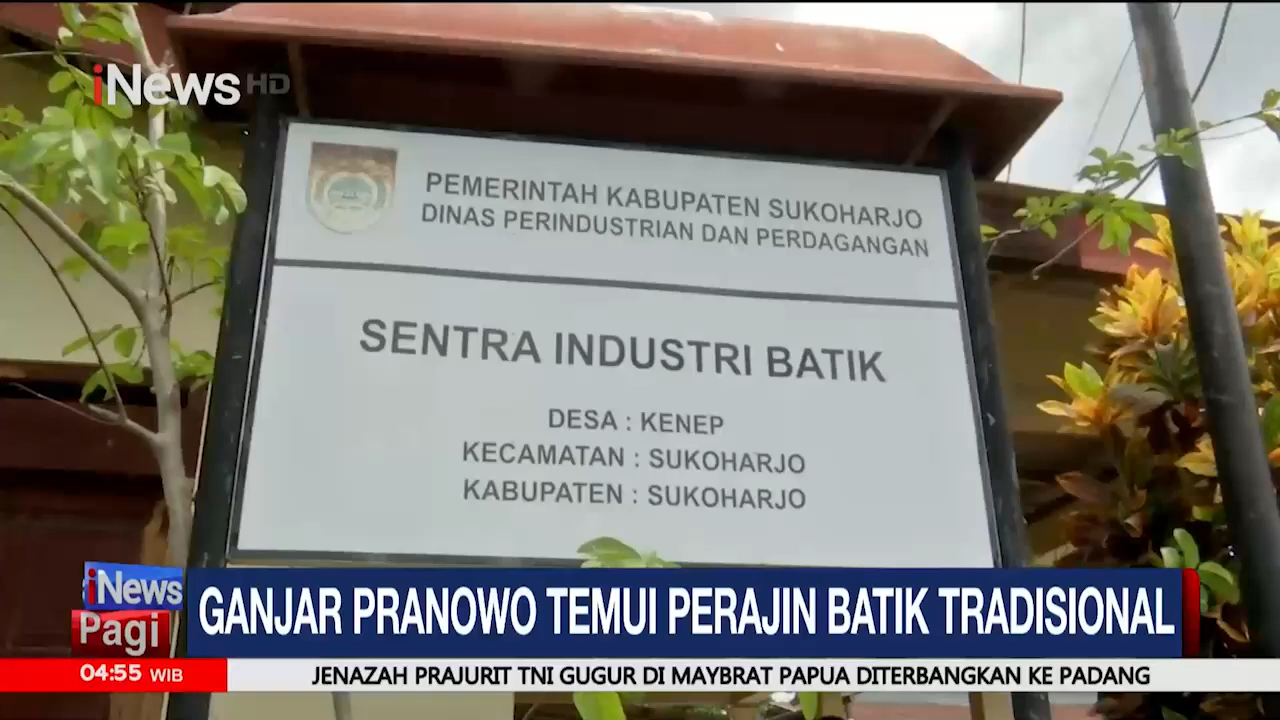 iNews HD
PEMERINTAH KABUPATEN SUKOHARJO
DINAS PERINDUSTRIAN DAN PERDAGANGAN
SENTRA INDUSTRI BATIK
DESA : KENEP
KECAMATAN : SUKOHARJO
KABUPATEN : SUKOHARJO
iNews
Pagi
GANJAR PRANOWO TEMUI PERAJIN BATIK TRADISIONAL
04:55 WIB
JENAZAH PRAJURIT TNI GUGUR DI MAYBRAT PAPUA DITERBANGKAN KE PADANG